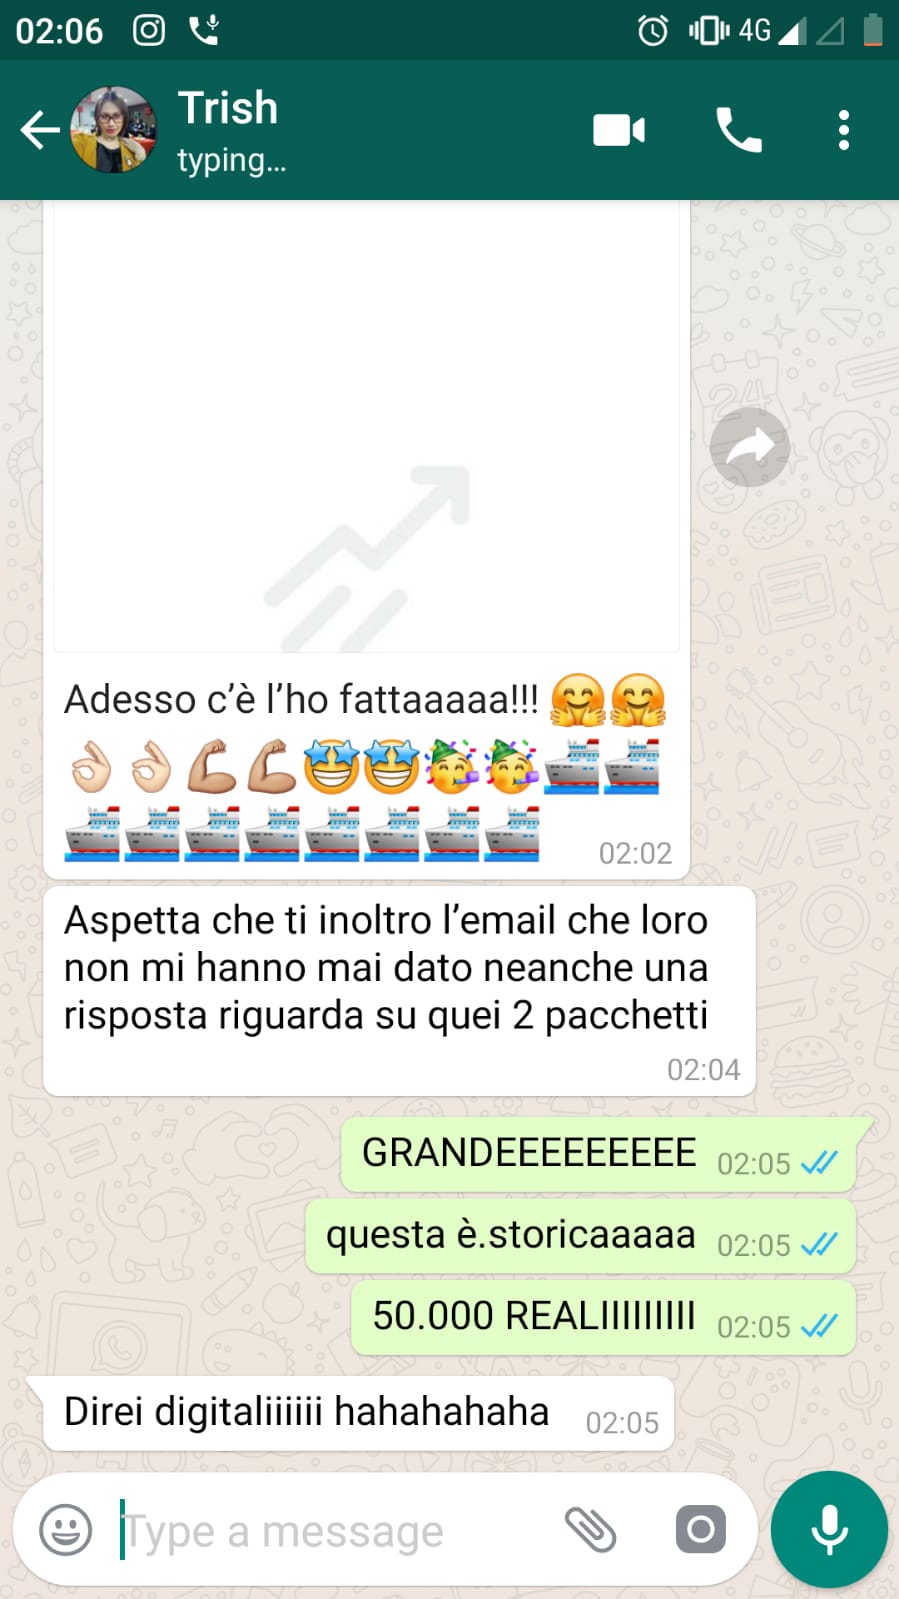 02:06
4G
Trish
typing...
Adesso c'è l'ho fattaaaaa!!! 🤗🤗
👌🏻👌🏻💪🏼💪🏼🤩🤩🥳🥳🛳️🛳️
🛳️🛳️🛳️🛳️🛳️🛳️🛳️🛳️
02:02
Aspetta che ti inoltro l'email che loro
non mi hanno mai dato neanche una
risposta riguarda su quei 2 pacchetti
02:04
GRANDEEEEEEEEE 02:05
questa è.storicaaaaa 02:05
50.000 REALIIIIIIIII 02:05
Direi digitaliiiiii hahahahaha 02:05
Type a message